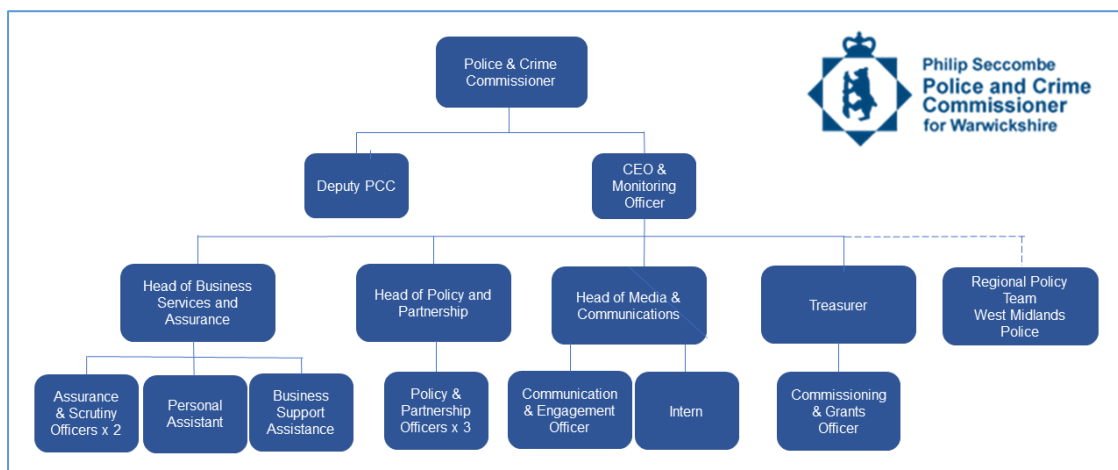 Police & Crime
Commissioner
Philip Seccombe
Police and Crime
Commissioner
for Warwickshire
Deputy PCC
CEO &
Monitoring
Officer
Head of Business
Services and
Assurance
Head of Policy and
Partnership
Head of Media &
Communications
Treasurer
Regional Policy
Team
West Midlands
Police
Assurance
& Scrutiny
Officers x 2
Personal
Assistant
Business
Support
Assistance
Policy &
Partnership
Officers x 3
Communication
& Engagement
Officer
Intern
Commissioning
& Grants
Officer